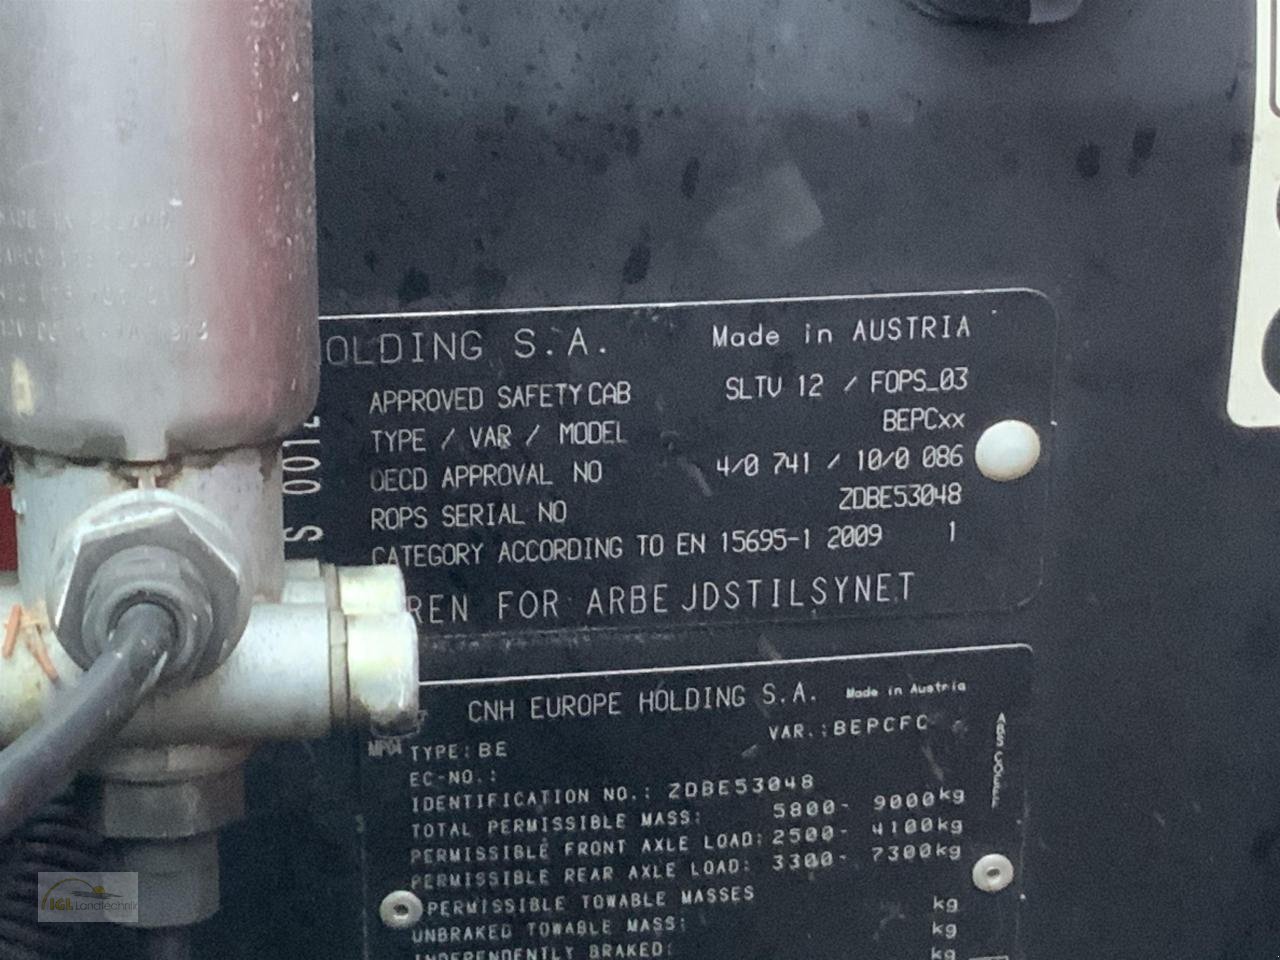 OLDING S.A. Made in AUSTRIA
APPROVED SAFETY CAB SLTV 12 / FOPS_03
TYPE / VAR / MODEL BEPCxx
OECD APPROVAL NO 4/0 741 / 10/0 086
ROPS SERIAL NO ZDBE53048
CATEGORY ACCORDING TO EN 15695-1 2009 1
REN FOR ARBEJDSTILSYNET
CNH EUROPE HOLDING S.A. Made in Austria
TYPE: BE VAR.: BEPCFC
EC-NO.:
IDENTIFICATION NO.: ZDBE53048
TOTAL PERMISSIBLE MASS: 5800- 9000kg
PERMISSIBLE FRONT AXLE LOAD: 2500- 4100kg
PERMISSIBLE REAR AXLE LOAD: 3300- 7300kg
PERMISSIBLE TOWABLE MASSES
UNBRAKED TOWABLE MASS: kg
INDEPENDENTLY BRAKED: kg
kg
ABS COEFF
IGL Landtechnik